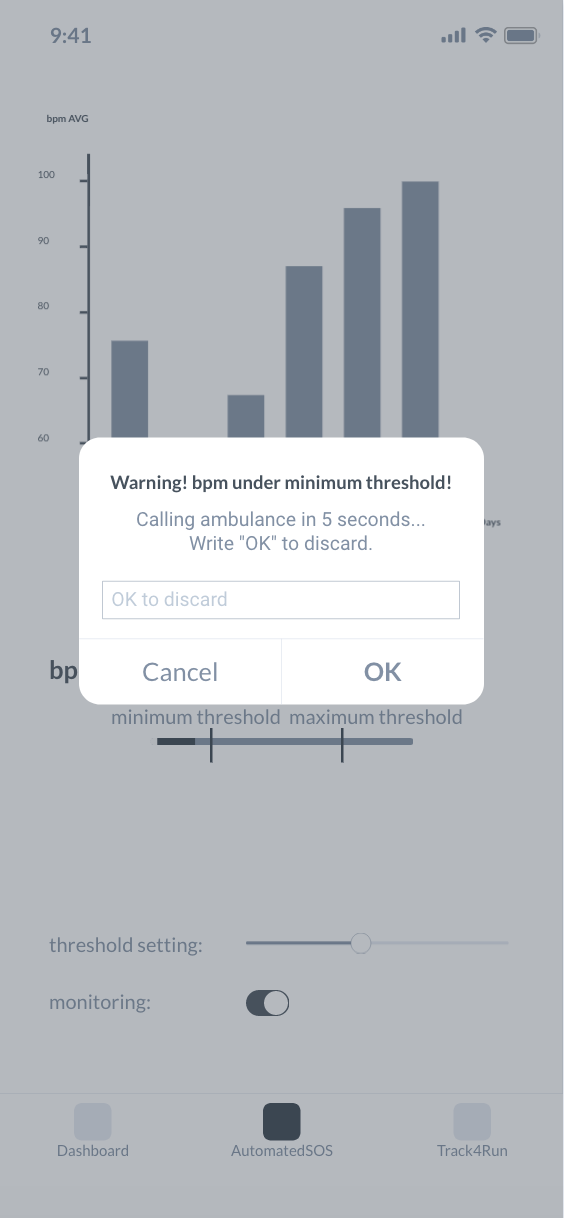 9:41
bpm AVG
100
90
80
70
60
Warning! bpm under minimum threshold!
Calling ambulance in 5 seconds...
Write "OK" to discard.
OK to discard
Cancel
OK
minimum threshold
maximum threshold
threshold setting:
monitoring:
Dashboard
AutomatedSOS
Track4Run